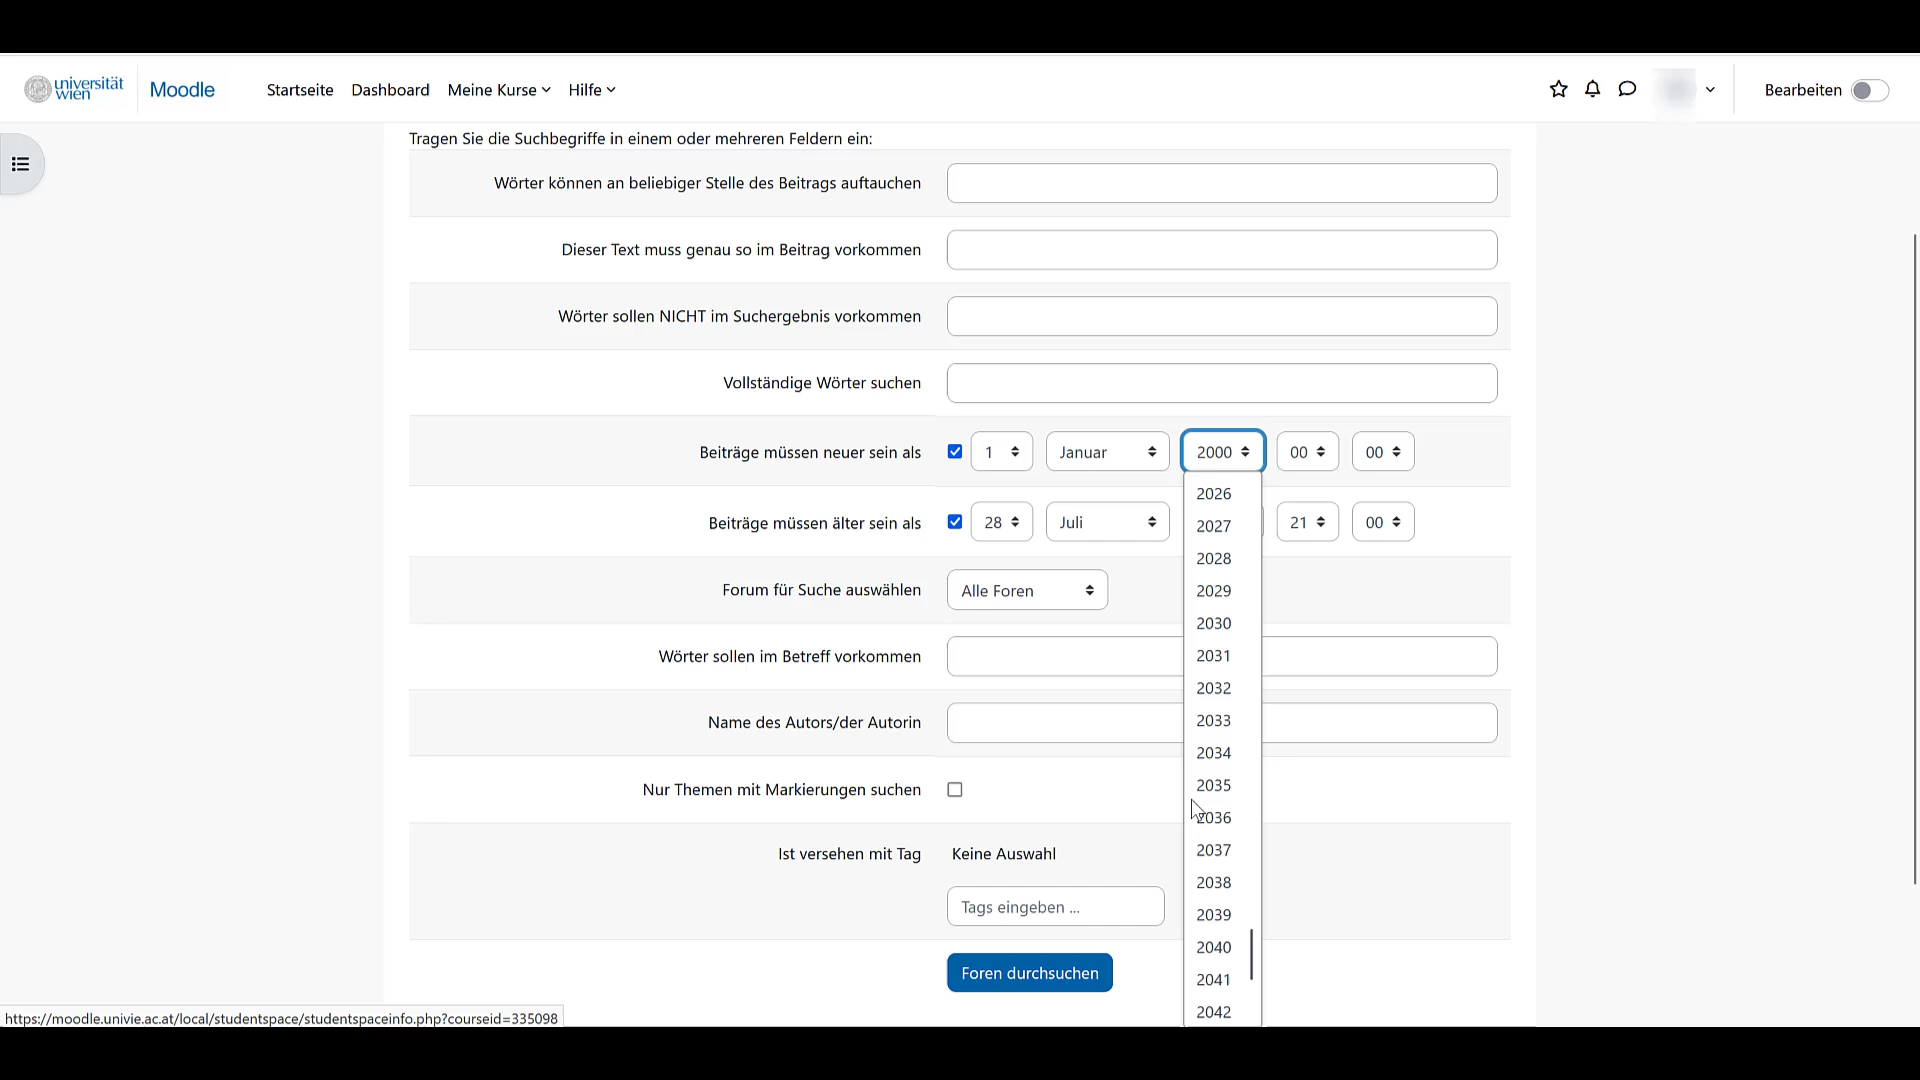 universität
wien
Moodle
Startseite
Dashboard
Meine Kurse
Hilfe
Bearbeiten
Tragen Sie die Suchbegriffe in einem oder mehreren Feldern ein:
Wörter können an beliebiger Stelle des Beitrags auftauchen
Dieser Text muss genau so im Beitrag vorkommen
Wörter sollen NICHT im Suchergebnis vorkommen
Vollständige Wörter suchen
Beiträge müssen neuer sein als
1
Januar
2000
00
00
Beiträge müssen älter sein als
28
Juli
21
00
Forum für Suche auswählen
Alle Foren
Wörter sollen im Betreff vorkommen
Name des Autors/der Autorin
Nur Themen mit Markierungen suchen
Ist versehen mit Tag
Keine Auswahl
Tags eingeben ...
Foren durchsuchen
2026
2027
2028
2029
2030
2031
2032
2033
2034
2035
2036
2037
2038
2039
2040
2041
2042
https://moodle.univie.ac.at/local/studentspace/studentspaceinfo.php?courseid=335098